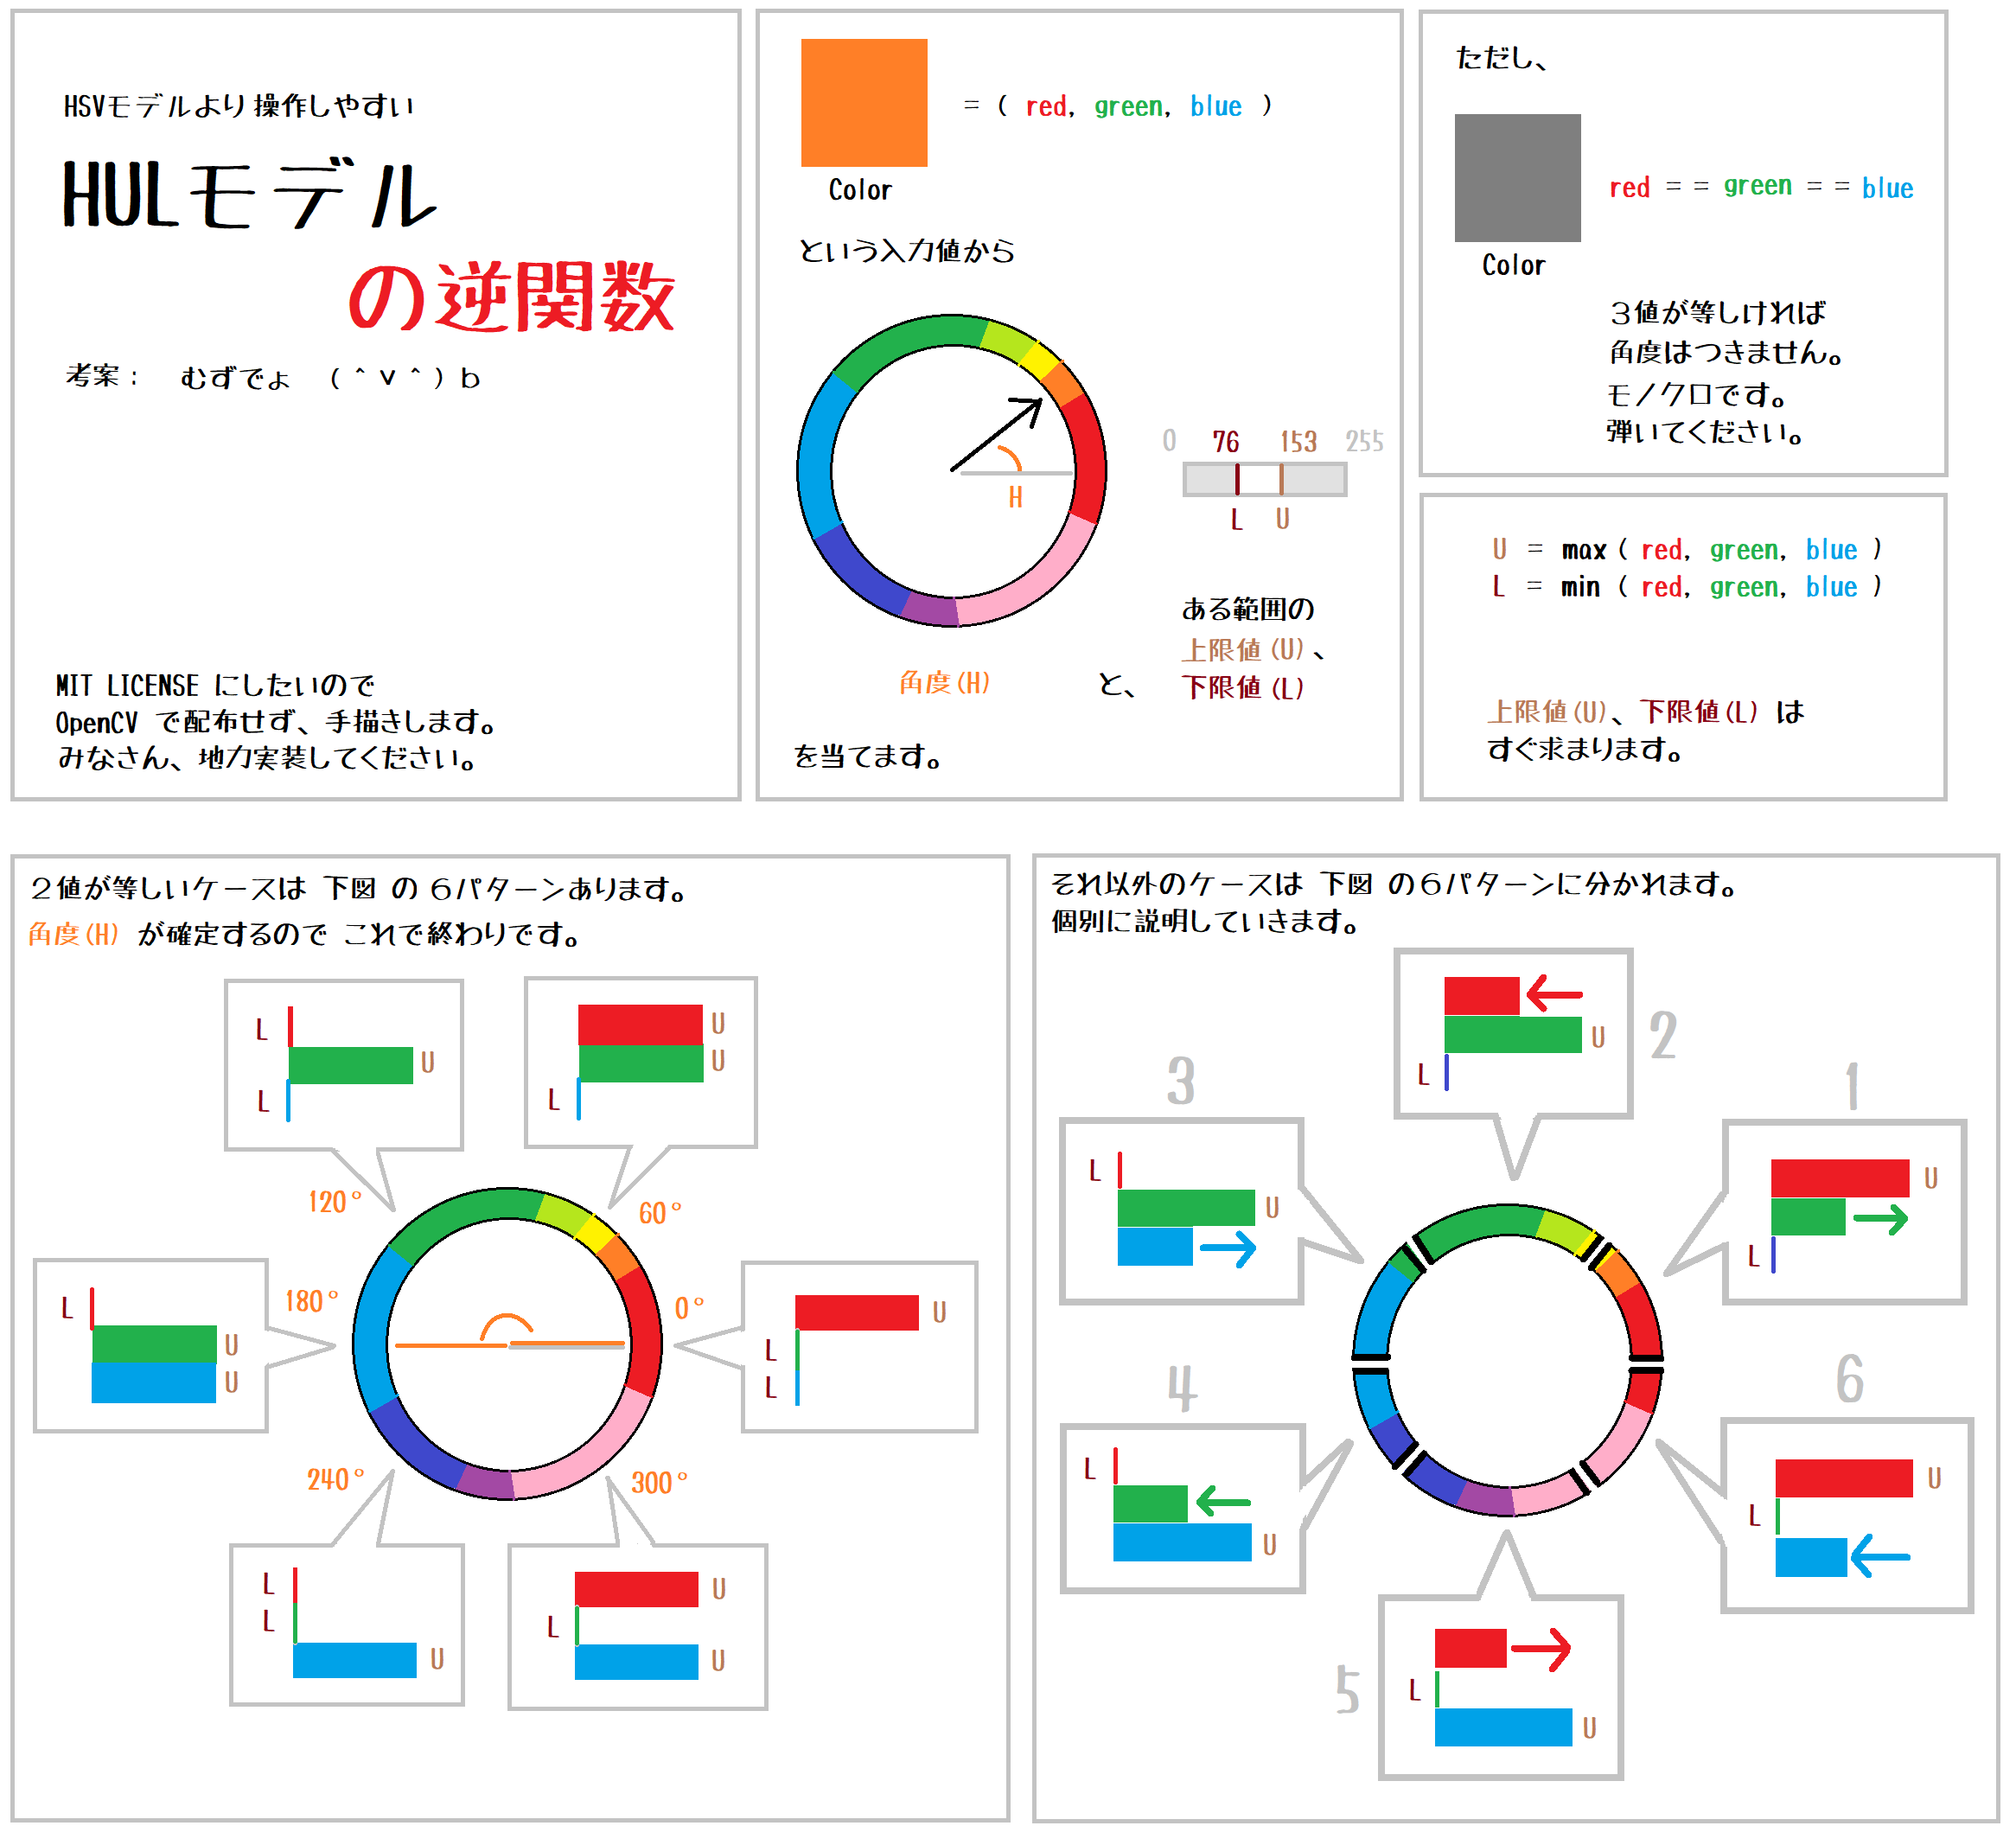 HSVモデルより操作しやすい
HULモデル
の逆関数
考案： むずでょ （＾∨＾）b
MIT LICENSE にしたいので
OpenCV で配布せず、手描きします。
みなさん、地力実装してください。
= ( red, green, blue )
Color
という入力値から
H
0 76 153 255
L U
ある範囲の
上限値(U)、
角度(H) と、 下限値(L)
を当てます。
ただし、
red == green == blue
Color
３値が等しければ
角度はつきません。
モノクロです。
弾いてください。
U = max ( red, green, blue )
L = min ( red, green, blue )
上限値(U)、下限値(L) は
すぐ求まります。
２値が等しいケースは 下図 の ６パターンあります。
角度(H) が確定するので これで終わりです。
L
U
L
U
U
L
120°
60°
L
U
U
180°
0°
U
L
L
240°
300°
L
L
U
U
L
U
それ以外のケースは 下図 の６パターンに分かれます。
個別に説明していきます。
U
L
2
3
L
U
1
U
L
4
L
U
6
U
L
5
L
U